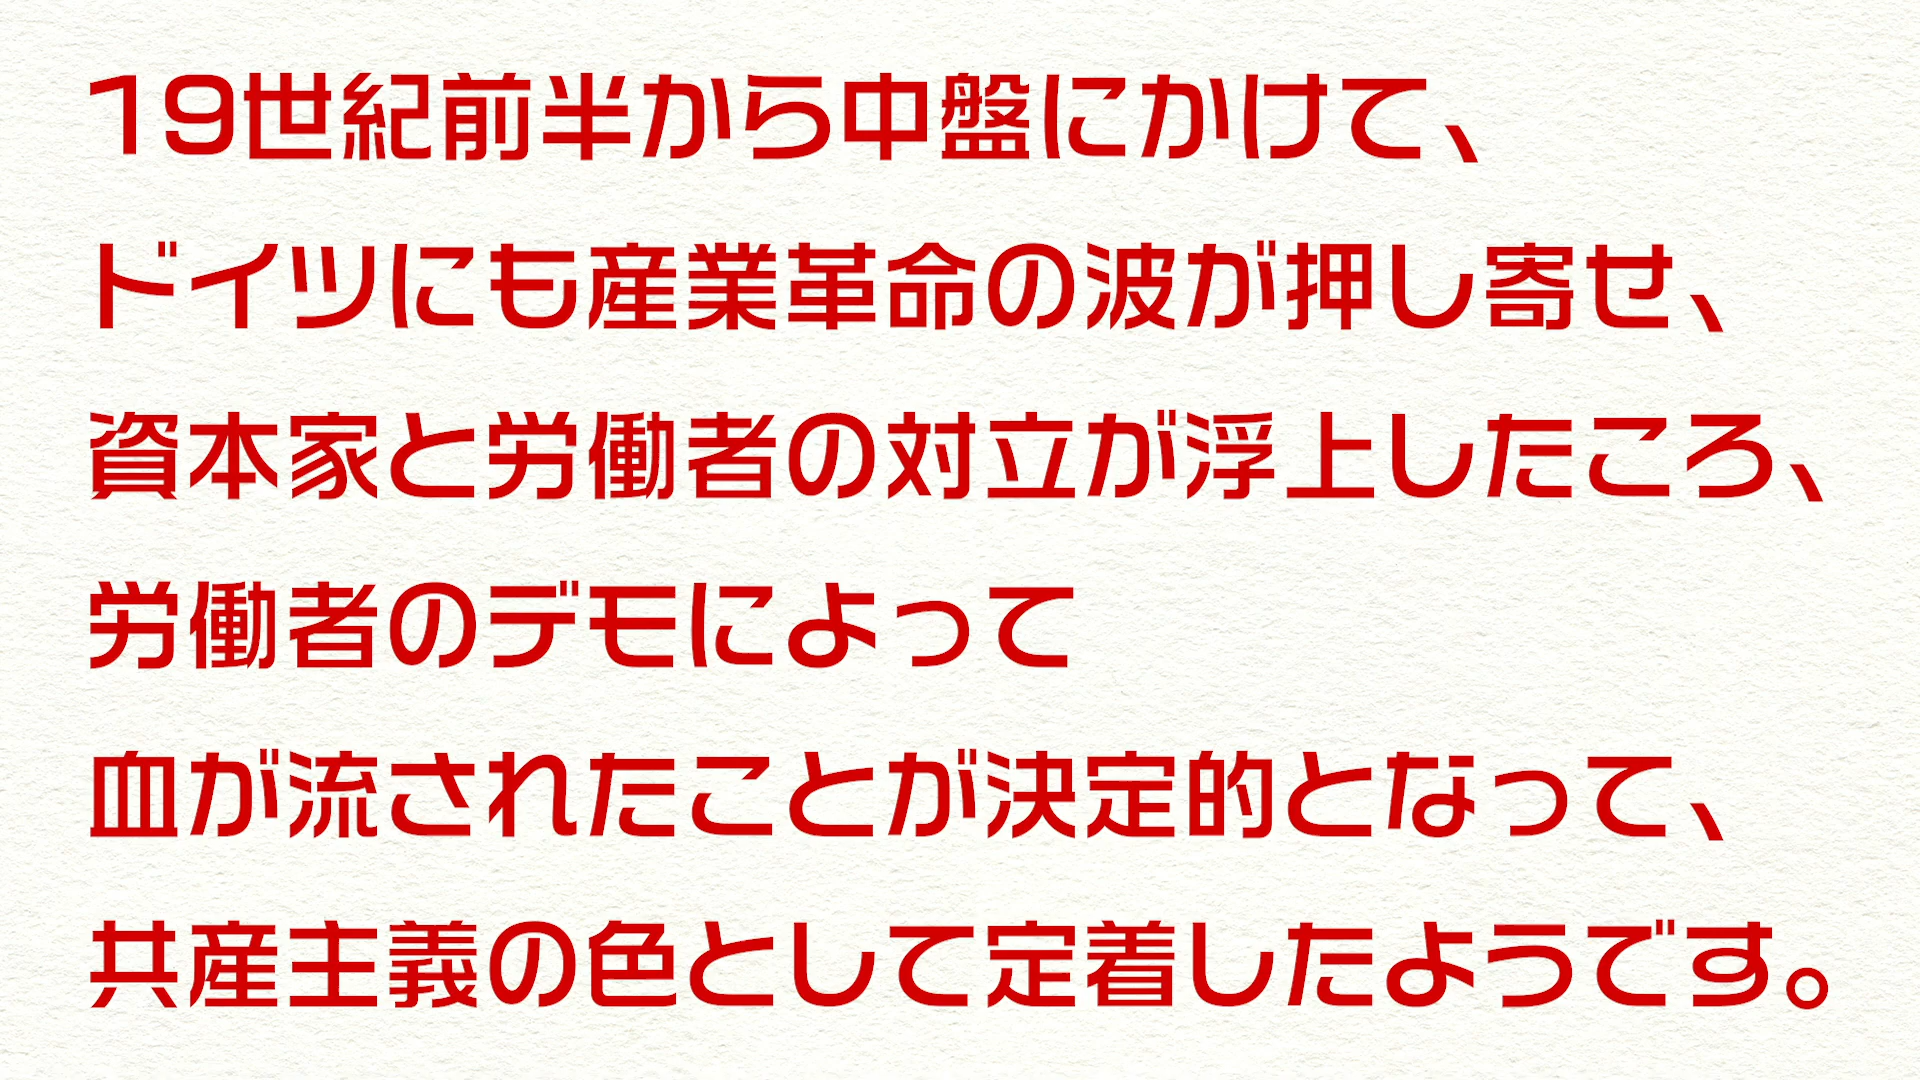 19世紀前半から中盤にかけて、
ドイツにも産業革命の波が押し寄せ、
資本家と労働者の対立が浮上したころ、
労働者のデモによって
血が流されたことが決定的となって、
共産主義の色として定着したようです。